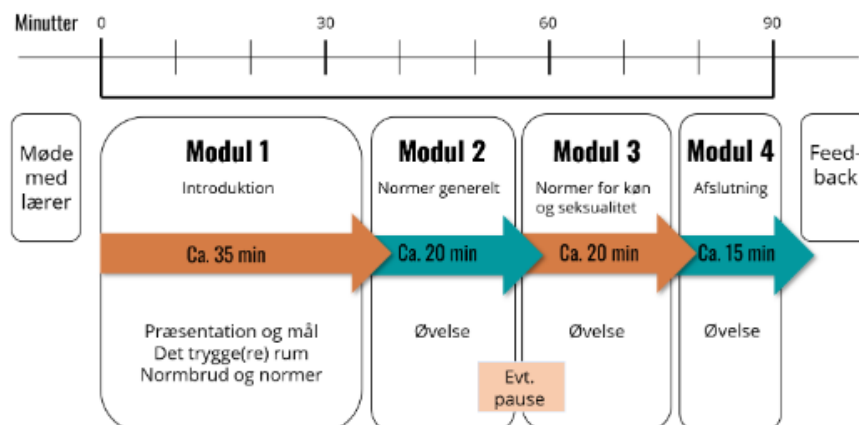 Minutter
0
30
60
90
Møde
med
lærer
Modul 1
Introduktion
Ca. 35 min
Præsentation og mål
Det trygge(re) rum
Normbrud og normer
Modul 2
Normer generelt
Ca. 20 min
Øvelse
Evt.
pause
Modul 3
Normer for køn
og seksualitet
Ca. 20 min
Øvelse
Modul 4
Afslutning
Ca. 15 min
Øvelse
Feed-
back